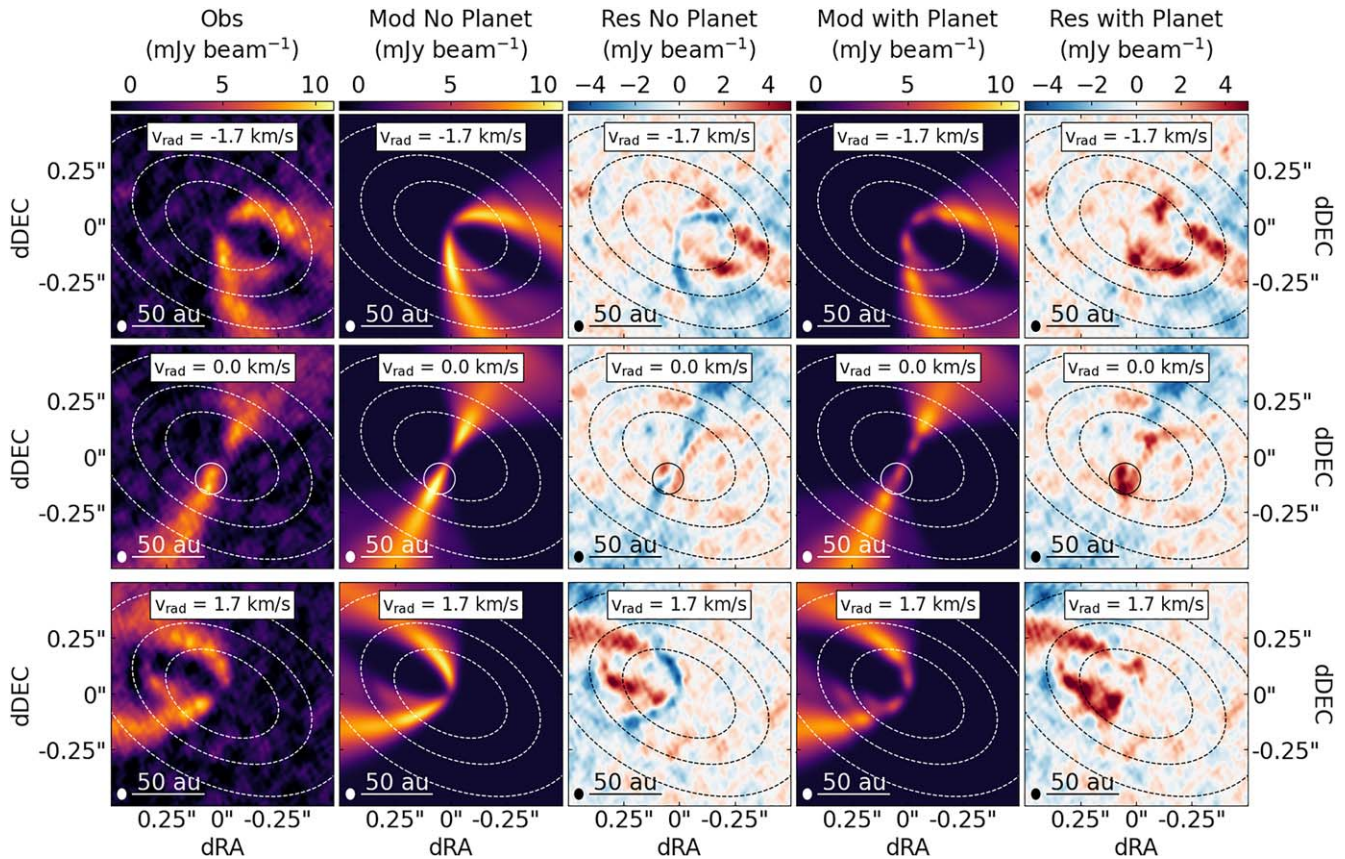 Obs Mod No Planet Res No Planet Mod with Planet Res with Planet
(mJy beam⁻¹) (mJy beam⁻¹) (mJy beam⁻¹) (mJy beam⁻¹) (mJy beam⁻¹)
0 5 10 0 5 10 −4 −2 0 2 4 0 5 10 −4 −2 0 2 4
v_rad = -1.7 km/s v_rad = -1.7 km/s v_rad = -1.7 km/s v_rad = -1.7 km/s v_rad = -1.7 km/s
0.25" 0.25"
dDEC 0" 0" dDEC
-0.25" -0.25"
50 au 50 au 50 au 50 au 50 au
v_rad = 0.0 km/s v_rad = 0.0 km/s v_rad = 0.0 km/s v_rad = 0.0 km/s v_rad = 0.0 km/s
0.25" 0.25"
dDEC 0" 0" dDEC
-0.25" -0.25"
50 au 50 au 50 au 50 au 50 au
v_rad = 1.7 km/s v_rad = 1.7 km/s v_rad = 1.7 km/s v_rad = 1.7 km/s v_rad = 1.7 km/s
0.25" 0.25"
dDEC 0" 0" dDEC
-0.25" -0.25"
50 au 50 au 50 au 50 au 50 au
0.25" 0" -0.25" 0.25" 0" -0.25" 0.25" 0" -0.25" 0.25" 0" -0.25" 0.25" 0" -0.25"
dRA dRA dRA dRA dRA